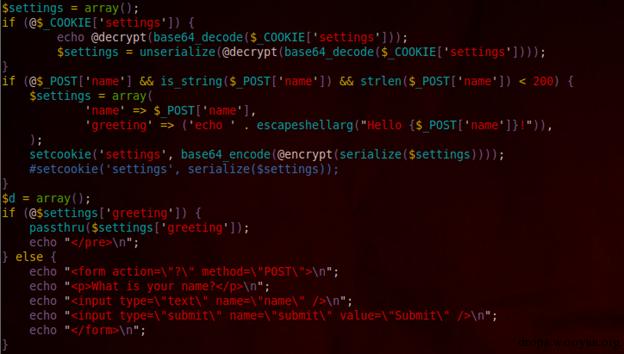 $settings = array();
if (@$_COOKIE['settings']) {
        echo @decrypt(base64_decode($_COOKIE['settings']));
        $settings = unserialize(@decrypt(base64_decode($_COOKIE['settings'])));
}
if (@$_POST['name'] && is_string($_POST['name']) && strlen($_POST['name']) < 200) {
    $settings = array(
            'name' => $_POST['name'],
            'greeting' => ('echo ' . escapeshellarg("Hello {$_POST['name']}!")),
    );
    setcookie('settings', base64_encode(@encrypt(serialize($settings))));
    #setcookie('settings', serialize($settings));
}
$d = array();
if (@$settings['greeting']) {
    passthru($settings['greeting']);
    echo "</pre>\n";
} else {
    echo "<form action=\"?\" method=\"POST\">\n";
    echo "<p>What is your name?</p>\n";
    echo "<input type=\"text\" name=\"name\" />\n";
    echo "<input type=\"submit\" name=\"submit\" value=\"Submit\" />\n";
    echo "</form>\n";
}
drops.wooyun.org